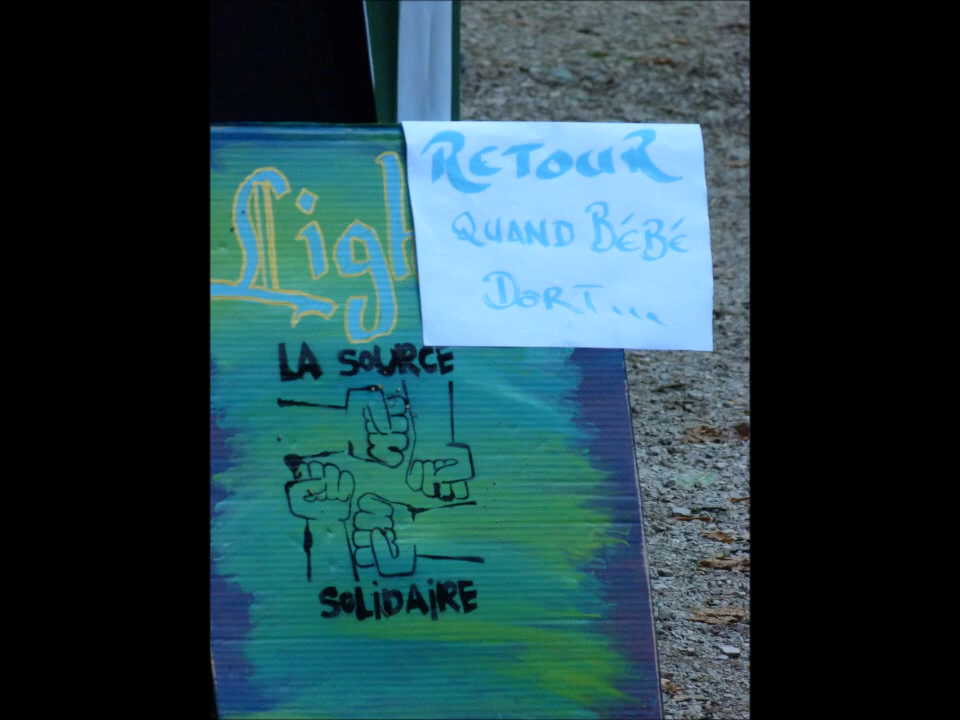 RETOUR
QUAND BÉBÉ
DORT...
LA SOURCE
SOLIDAIRE